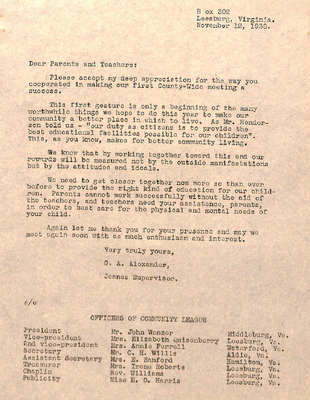 Box 302
Leesburg, Virginia.
November 12, 1936.
Dear Parents and Teachers:
Please accept my deep appreciation for the way you
cooperated in making our first County-Wide meeting a
success.
This first gesture is only a beginning of the many
worthwhile things we hope to do this year to make our
community a better place in which to live. As Mr. Hender-
son told us - "our duty as citizens is to provide the
best educational facilities possible for our children".
This, as you know, makes for better community living.
We know that by working together toward this end our
rewards will be measured not by the outside manifestations
but by the attitudes and ideals.
We need to get closer together now more so than ever
before to provide the right kind of education for our child-
ren. Parents cannot work successfully without the aid of
the teachers, and teachers need your assistance, parents,
in order to best care for the physical and mental needs of
your child.
Again let me thank you for your presence and may we
meet again soon with as much enthusiasm and interest.
Very truly yours,
G. A. Alexander,
Jeanes Supervisor.
OFFICERS OF COMMUNITY LEAGUE
President Mr. John Wanzer Middleburg, Va.
Vice-president Mrs. Elizabeth Quisenberry Leesburg, Va.
2nd vice-president Mrs. Annie Ferrell Waterford, Va.
Secretary Mr. C. H. Willis Aldie, Va.
Assistant Secretary Mrs. E. Sanford Hamilton, Va.
Treasurer Mrs. Irene Roberts Leesburg, Va.
Chaplin Rev. Williams Leesburg, Va.
Publicity Miss E. O. Harris Leesburg, Va.